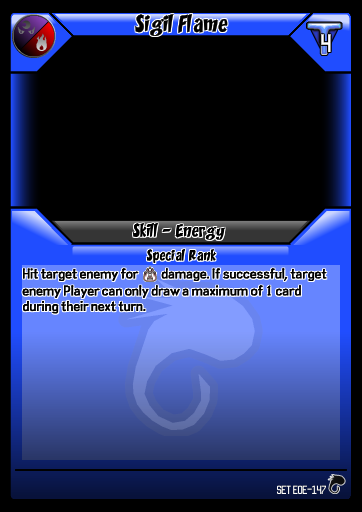 Sigil Flame
4
Skill - Energy
Special Rank
Hit target enemy for damage. If successful, target
enemy Player can only draw a maximum of 1 card
during their next turn.
SET EOE-147